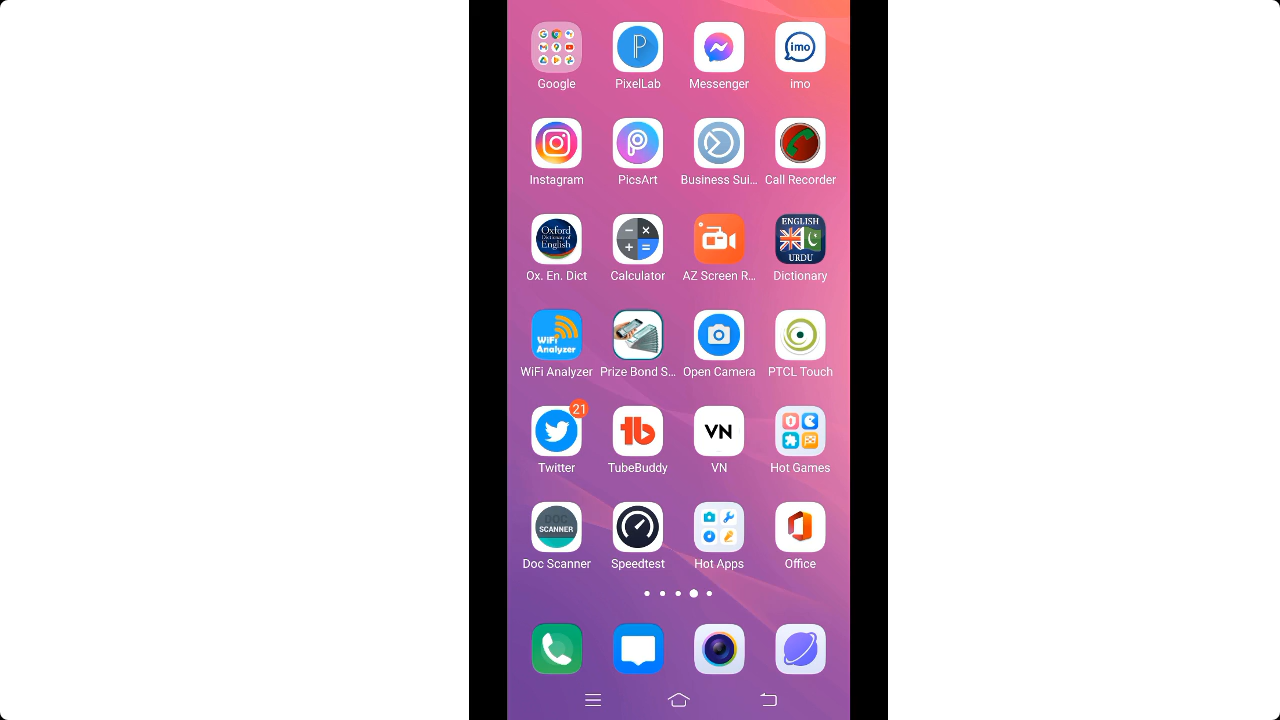 Google PixelLab Messenger imo
imo
Instagram PicsArt Business Sui... Call Recorder
Oxford
Dictionary of
English
ENGLISH
URDU
Ox. En. Dict Calculator AZ Screen R... Dictionary
WiFi
Analyzer
WiFi Analyzer Prize Bond S... Open Camera PTCL Touch
21
VN
Twitter TubeBuddy VN Hot Games
DOC
SCANNER
Doc Scanner Speedtest Hot Apps Office